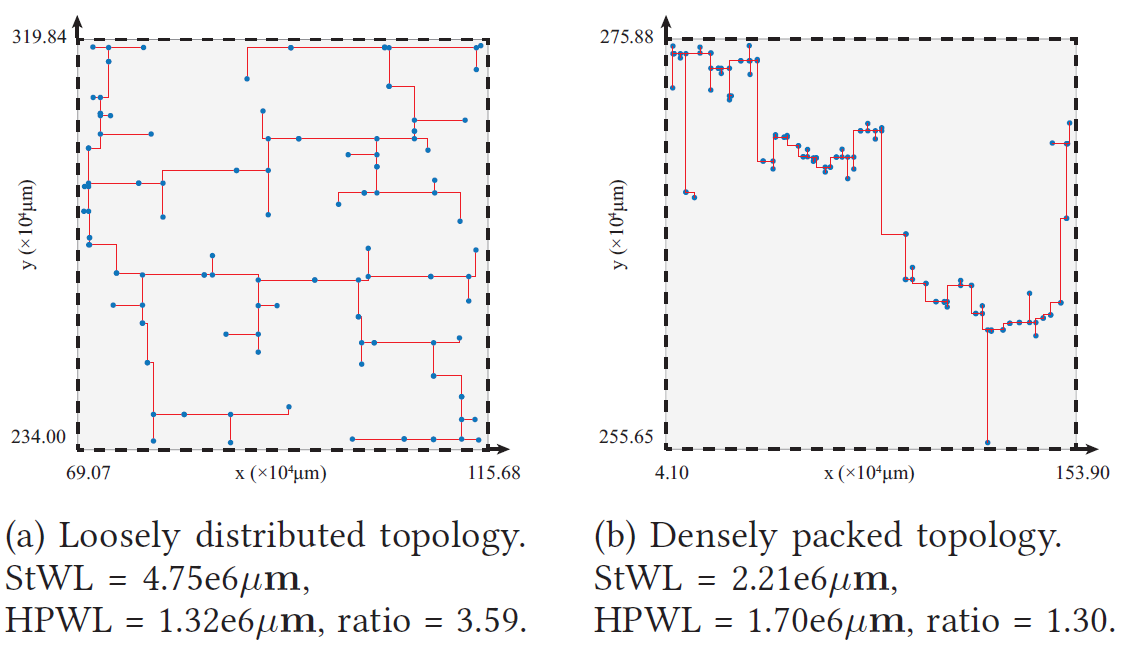 319.84
y (×10⁴μm)
234.00
69.07
x (×10⁴μm)
115.68
275.88
y (×10⁴μm)
255.65
4.10
x (×10⁴μm)
153.90
(a) Loosely distributed topology.
StWL = 4.75e6μm,
HPWL = 1.32e6μm, ratio = 3.59.
(b) Densely packed topology.
StWL = 2.21e6μm,
HPWL = 1.70e6μm, ratio = 1.30.